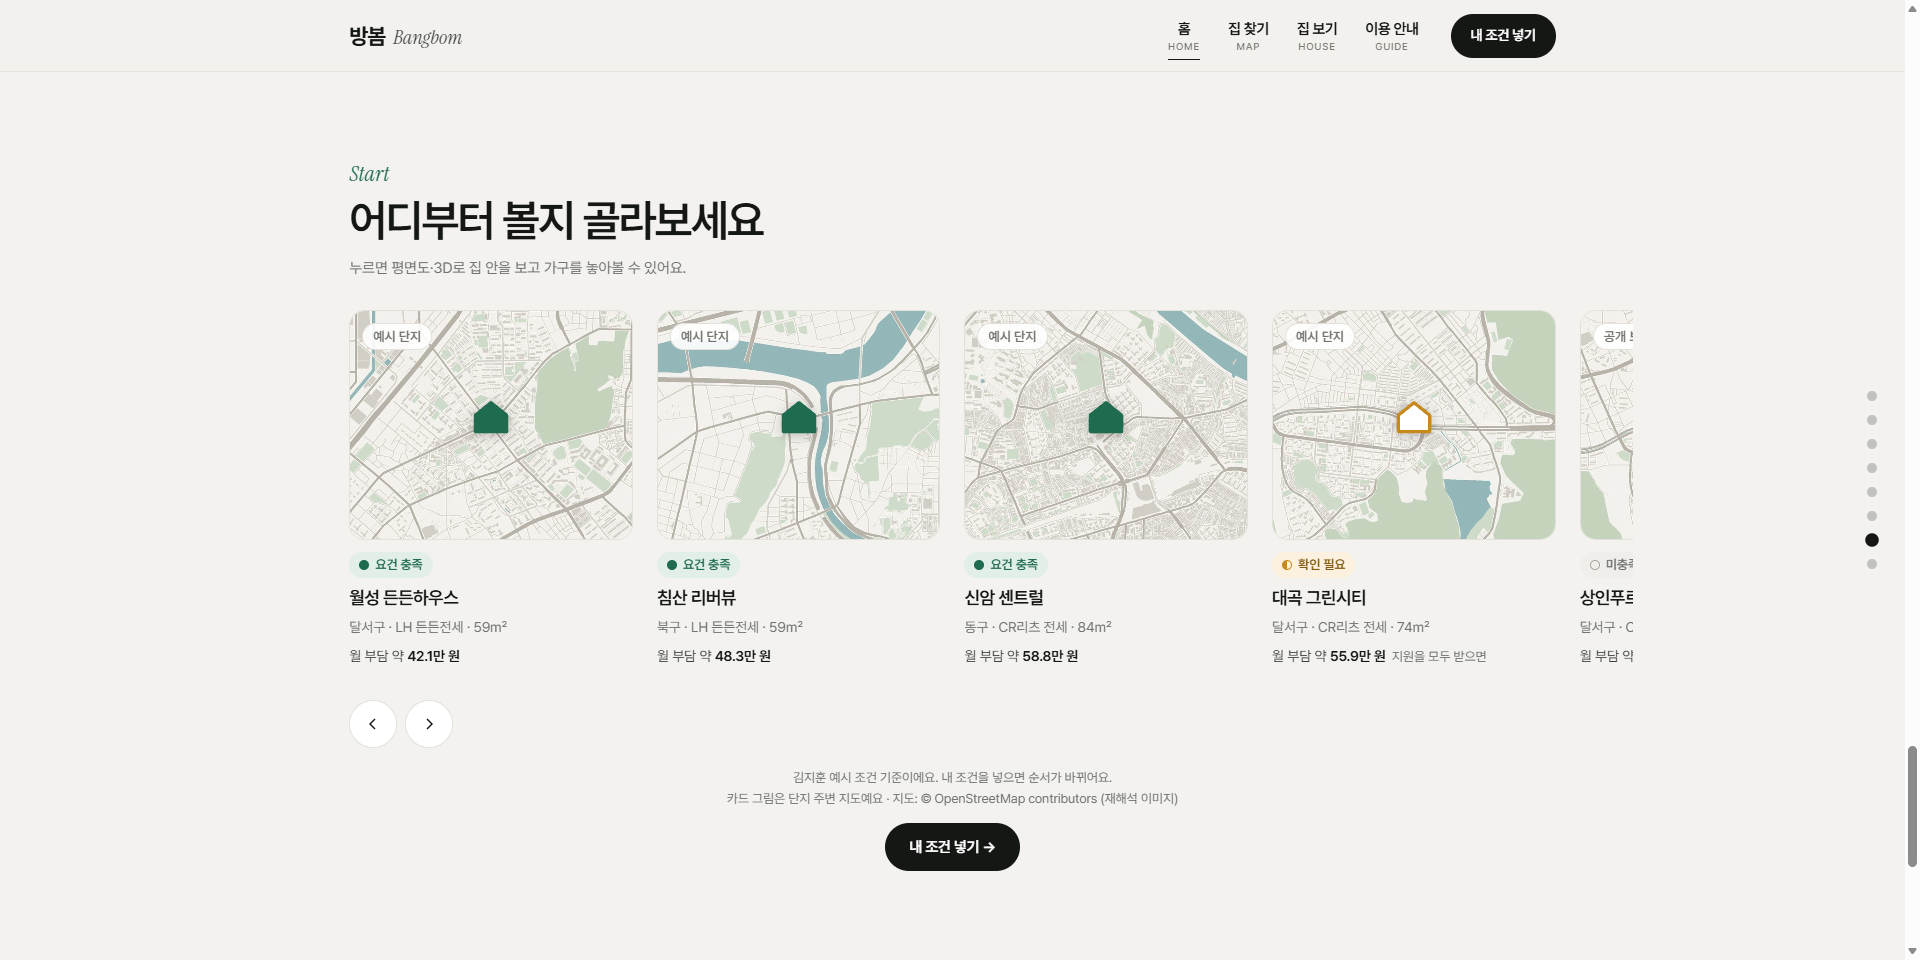 방봄 Bangbom
홈
HOME
집 찾기
MAP
집 보기
HOUSE
이용 안내
GUIDE
내 조건 넣기
Start
어디부터 볼지 골라보세요
누르면 평면도·3D로 집 안을 보고 가구를 놓아볼 수 있어요.
예시 단지
요건 충족
월성 든든하우스
달서구 · LH 든든전세 · 59m²
월 부담 약 42.1만 원
예시 단지
요건 충족
침산 리버뷰
북구 · LH 든든전세 · 59m²
월 부담 약 48.3만 원
예시 단지
요건 충족
신암 센트럴
동구 · CR리츠 전세 · 84m²
월 부담 약 58.8만 원
예시 단지
확인 필요
대곡 그린시티
달서구 · CR리츠 전세 · 74m²
월 부담 약 55.9만 원 지원을 모두 받으면
공개
달서구 · C
월 부담 약
김지훈 예시 조건 기준이에요. 내 조건을 넣으면 순서가 바뀌어요.
카드 그림은 단지 주변 지도예요 · 지도: © OpenStreetMap contributors (재해석 이미지)
내 조건 넣기 →